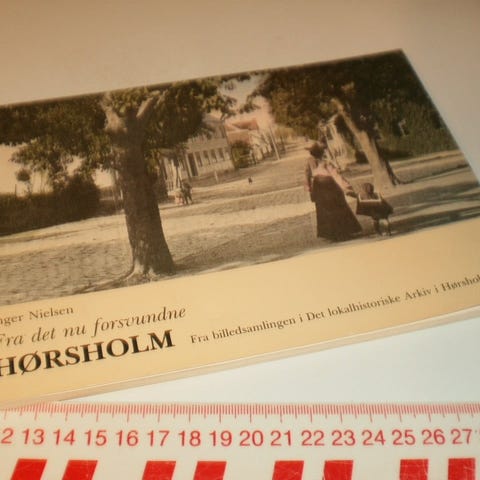 nger Nielsen
Fra det nu forsvundne
HØRSHOLM
Fra billedsamlingen i Det lokalhistoriske Arkiv i Hørshol
2 13 14 15 16 17 18 19 20 21 22 23 24 25 26 27